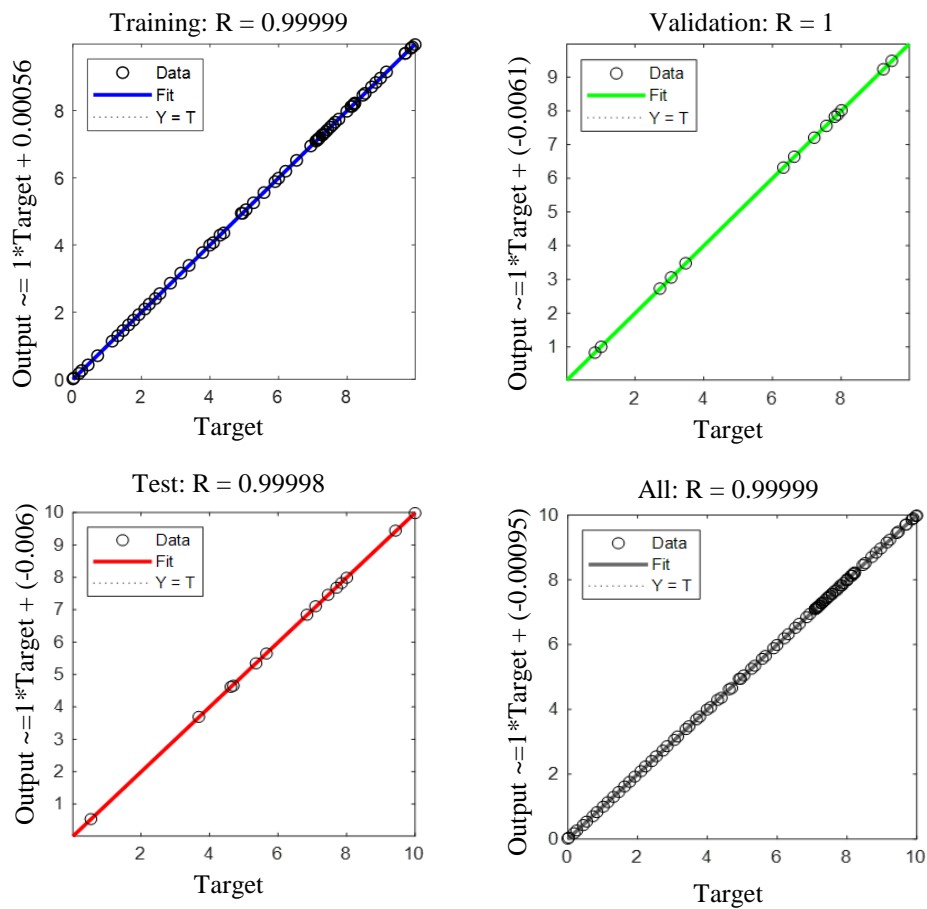 Training: R = 0.99999
Output ~= 1*Target + 0.00056
Data
Fit
Y = T
8
6
4
2
0
0
2
4
6
8
Target
Validation: R = 1
Output ~=1*Target + (-0.0061)
Data
Fit
Y = T
9
8
7
6
5
4
3
2
1
2
4
6
8
Target
Test: R = 0.99998
Output ~=1*Target + (-0.006)
Data
Fit
Y = T
10
9
8
7
6
5
4
3
2
1
2
4
6
8
10
Target
All: R = 0.99999
Output ~=1*Target + (-0.00095)
Data
Fit
Y = T
10
8
6
4
2
0
0
2
4
6
8
10
Target